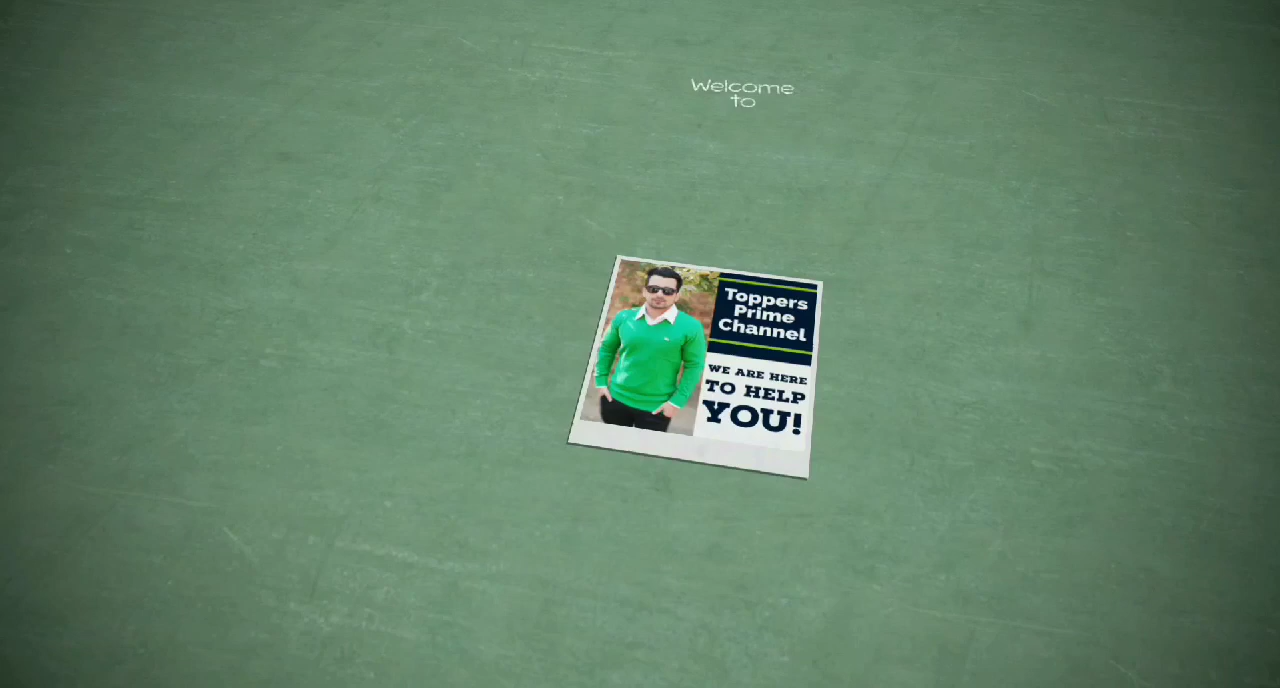 Welcome
to
Toppers
Prime
Channel
WE ARE HERE
TO HELP
YOU!